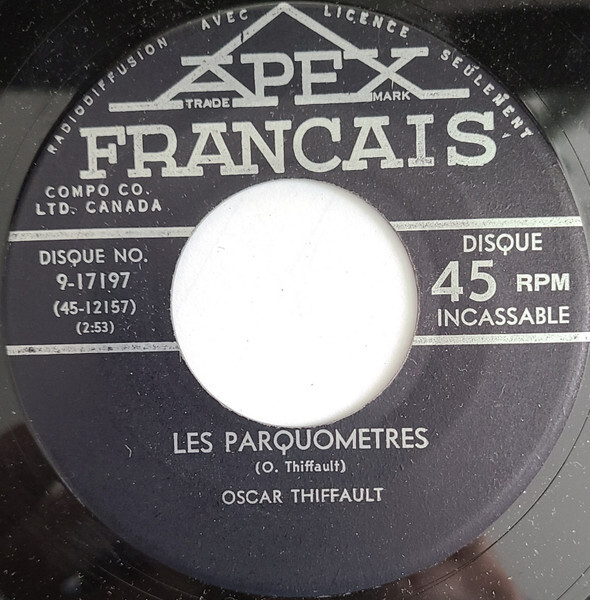 RADIODIFFUSION AVEC LICENCE SEULEMENT
APEX
TRADE MARK
FRANCAIS
COMPO CO.
LTD. CANADA
DISQUE NO.
9-17197
(45-12157)
(2:53)
DISQUE
45 RPM
INCASSABLE
LES PARQUOMETRES
(O. Thiffault)
OSCAR THIFFAULT